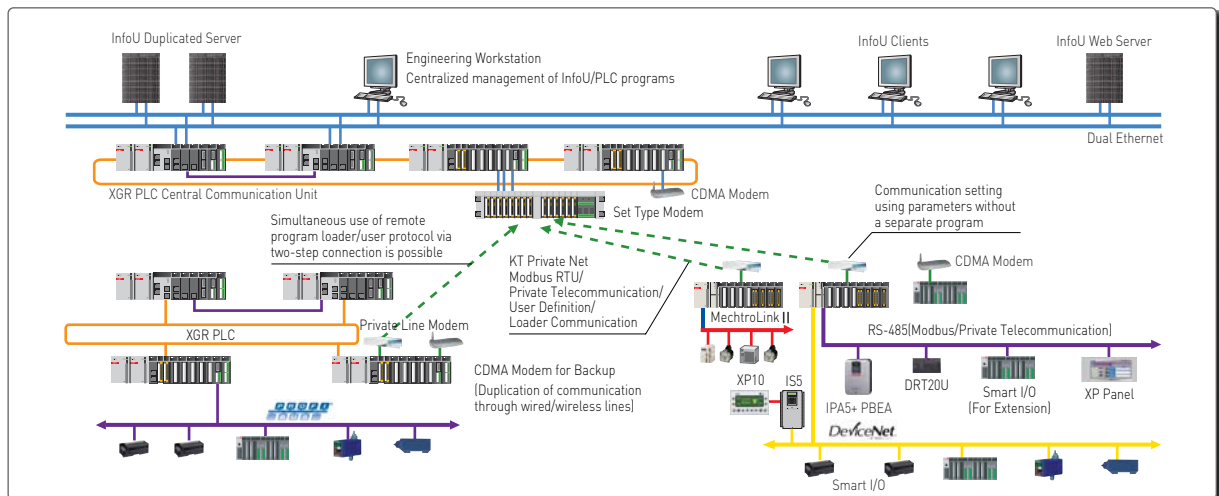 InfoU Duplicated Server
Engineering Workstation
Centralized management of InfoU/PLC programs
InfoU Clients
InfoU Web Server
Dual Ethernet
XGR PLC Central Communication Unit
CDMA Modem
Set Type Modem
Communication setting
using parameters without
a separate program
Simultaneous use of remote
program loader/user protocol via
two-step connection is possible
KT Private Net
Modbus RTU/
Private Telecommunication/
User Definition/
Loader Communication
CDMA Modem
MechtroLink II
XGR PLC
Private Line Modem
RS-485(Modbus/Private Telecommunication)
CDMA Modem for Backup
(Duplication of communication
through wired/wireless lines)
XP10
IS5
IPA5+ PBEA
DRT20U
Smart I/O
(For Extension)
XP Panel
PROFI
BUS
DeviceNet
Smart I/O